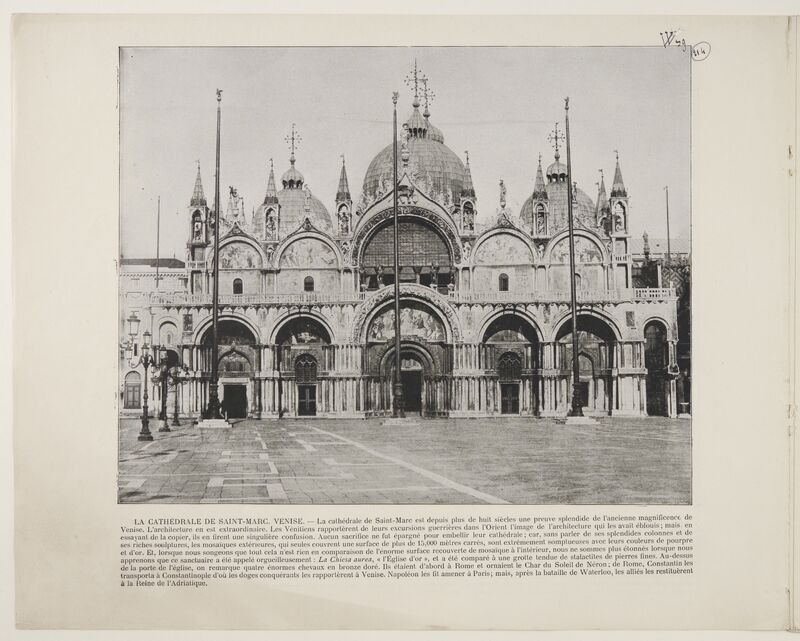 W39
214
LA CATHÉDRALE DE SAINT-MARC. VENISE. — La cathédrale de Saint-Marc est depuis plus de huit siècles une preuve splendide de l'ancienne magnificence de
Venise. L'architecture en est extraordinaire. Les Vénitiens rapportèrent de leurs excursions guerrières dans l'Orient l'image de l'architecture qui les avait éblouis; mais en
essayant de la copier, ils en firent une singulière confusion. Aucun sacrifice ne fut épargné pour embellir leur cathédrale; car, sans parler de ses splendides colonnes et de
ses riches sculptures, les mosaïques extérieures, qui seules couvrent une surface de plus de 15,000 mètres carrés, sont extrêmement somptueuses avec leurs couleurs de pourpre
et d'or. Et, lorsque nous songeons que tout cela n'est rien en comparaison de l'énorme surface recouverte de mosaïque à l'intérieur, nous ne sommes plus étonnés lorsque nous
apprenons que ce sanctuaire a été appelé orgueilleusement : La Chiesa aurea, « l'Église d'or », et a été comparé à une grotte tendue de stalactites de pierres fines. Au-dessus
de la porte de l'église, on remarque quatre énormes chevaux en bronze doré. Ils étaient d'abord à Rome et ornaient le Char du Soleil de Néron; de Rome, Constantin les
transporta à Constantinople d'où les doges conquérants les rapportèrent à Venise. Napoléon les fit amener à Paris; mais, après la bataille de Waterloo, les alliés les restituèrent
à la Reine de l'Adriatique.